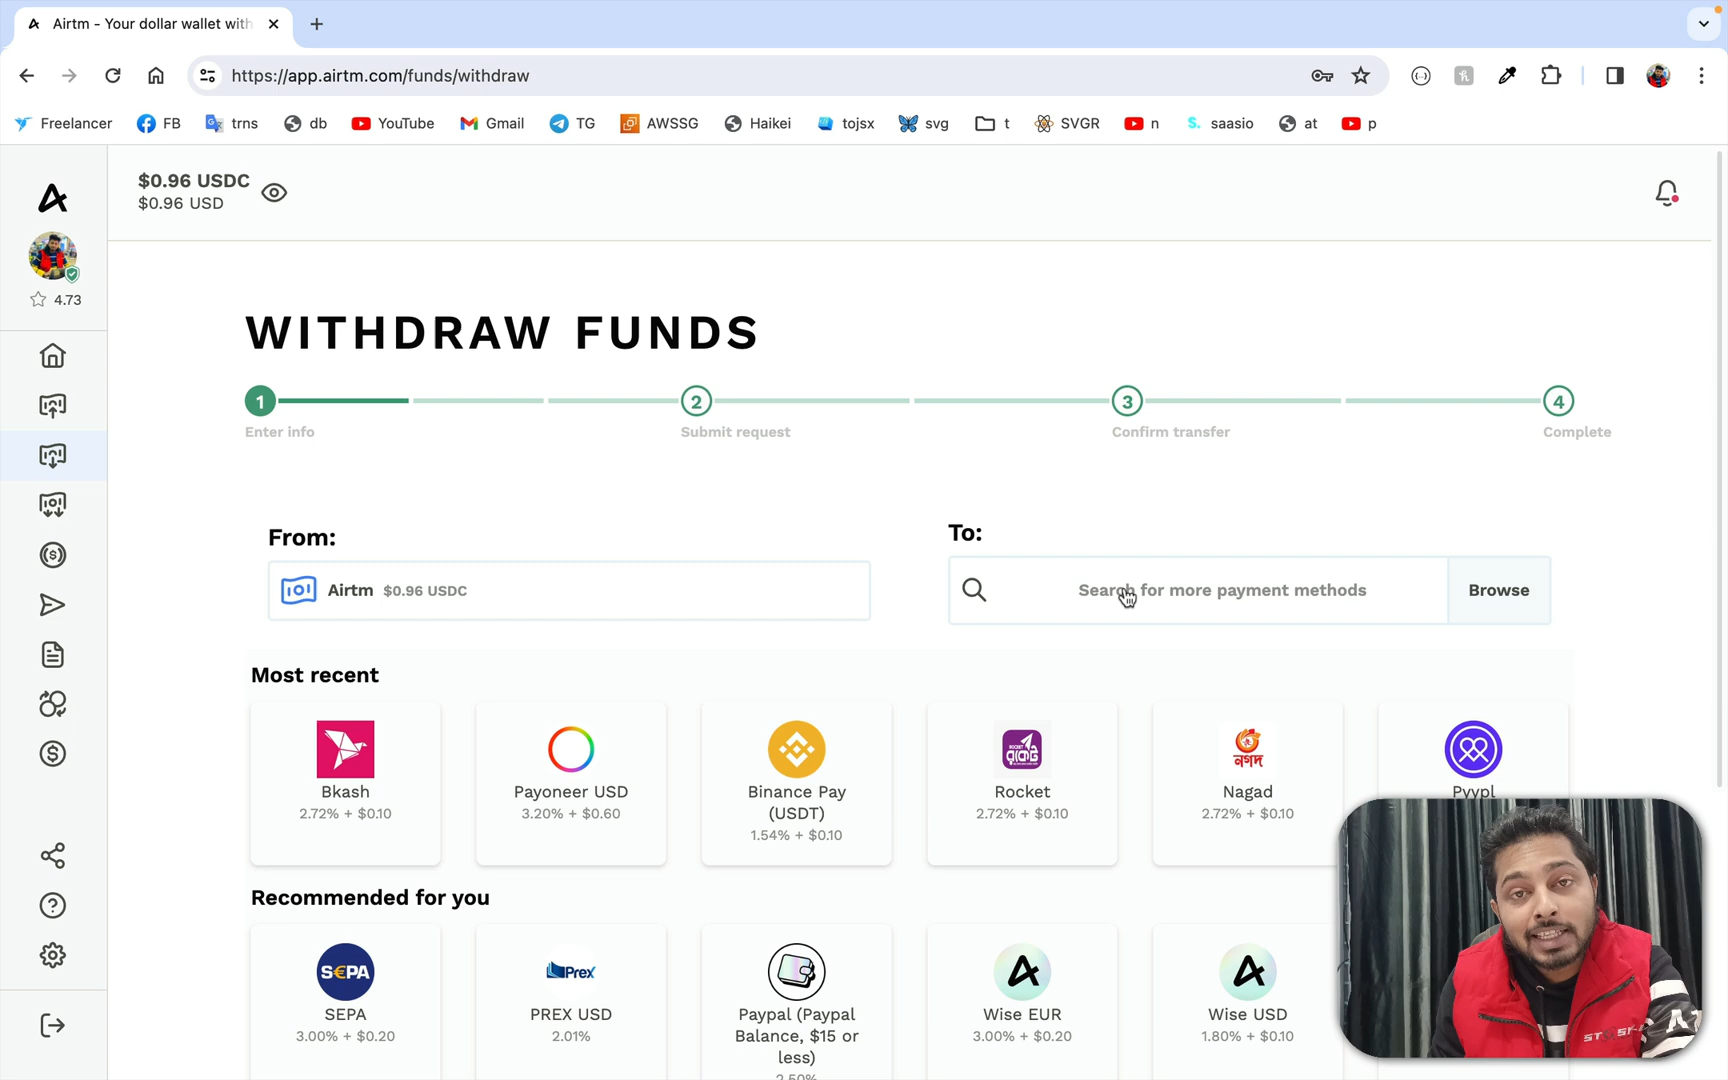 Airtm - Your dollar wallet with
https://app.airtm.com/funds/withdraw
Freelancer FB trns db YouTube Gmail TG AWSSG Haikei tojsx svg t SVGR n saasio at p
$0.96 USDC
$0.96 USD
4.73
WITHDRAW FUNDS
1 2 3 4
Enter info Submit request Confirm transfer Complete
From:
To:
Airtm $0.96 USDC
Search for more payment methods
Browse
Most recent
Bkash
2.72% + $0.10
Payoneer USD
3.20% + $0.60
Binance Pay
(USDT)
1.54% + $0.10
রকেট
Rocket
2.72% + $0.10
নগদ
Nagad
2.72% + $0.10
Pyypl
Recommended for you
S€PA
SEPA
3.00% + $0.20
Prex
PREX USD
2.01%
Paypal (Paypal
Balance, $15 or
less)
2.50%
Wise EUR
3.00% + $0.20
Wise USD
1.80% + $0.10